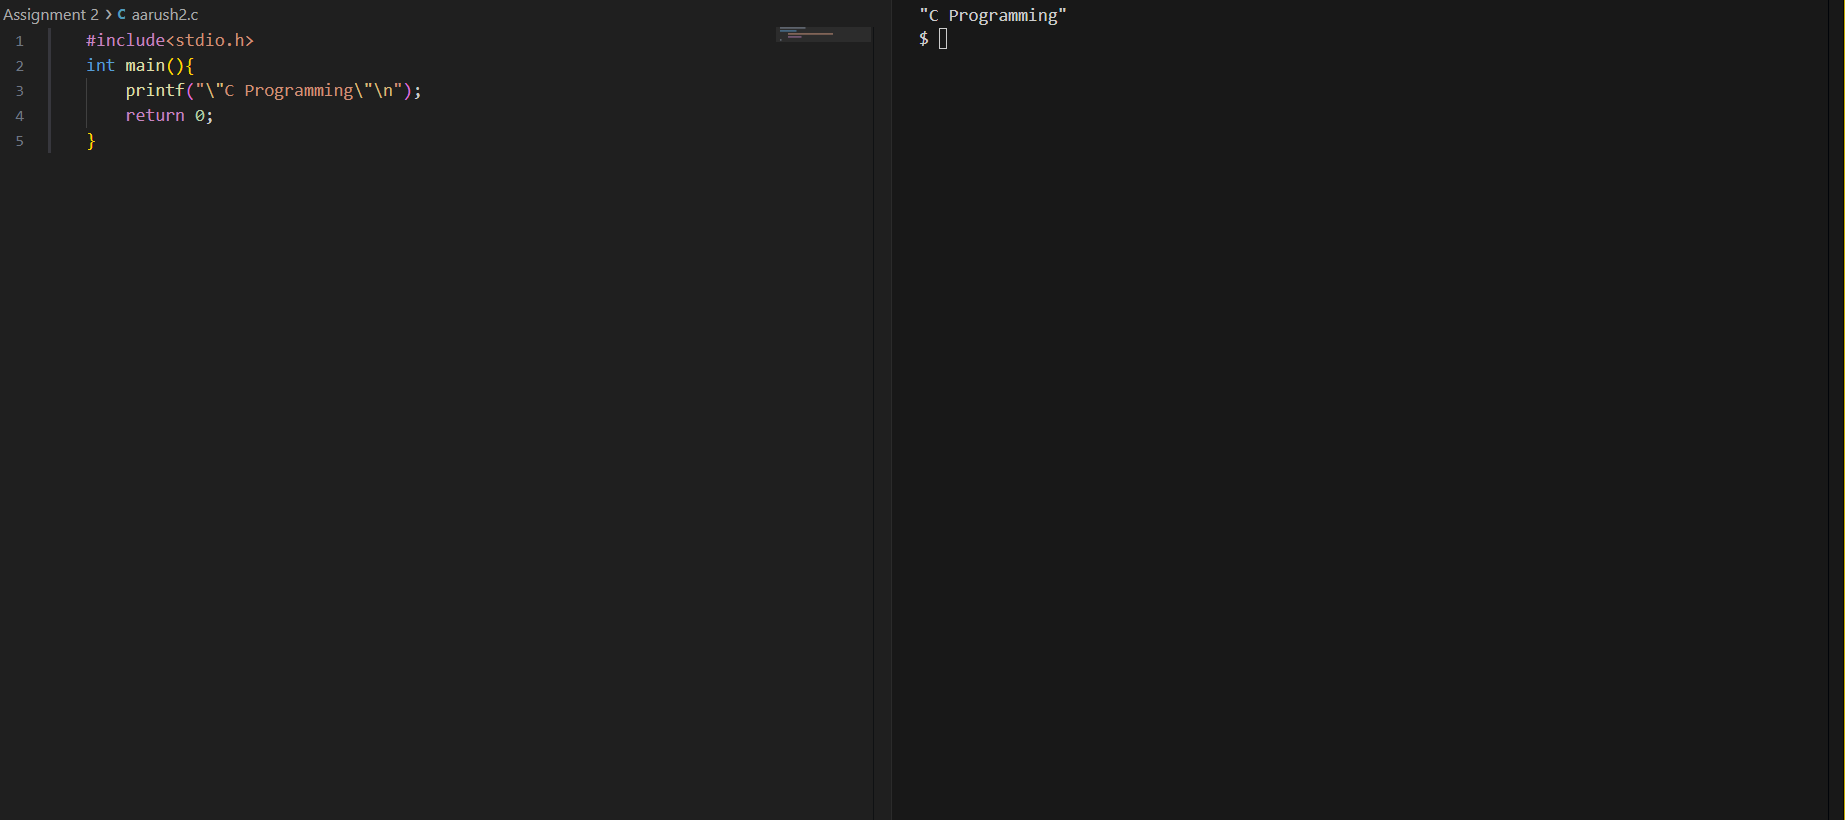 Assignment 2 > C aarush2.c
1 #include<stdio.h>
2 int main(){
3 printf("\"C Programming\"\n");
4 return 0;
5 }
"C Programming"
$